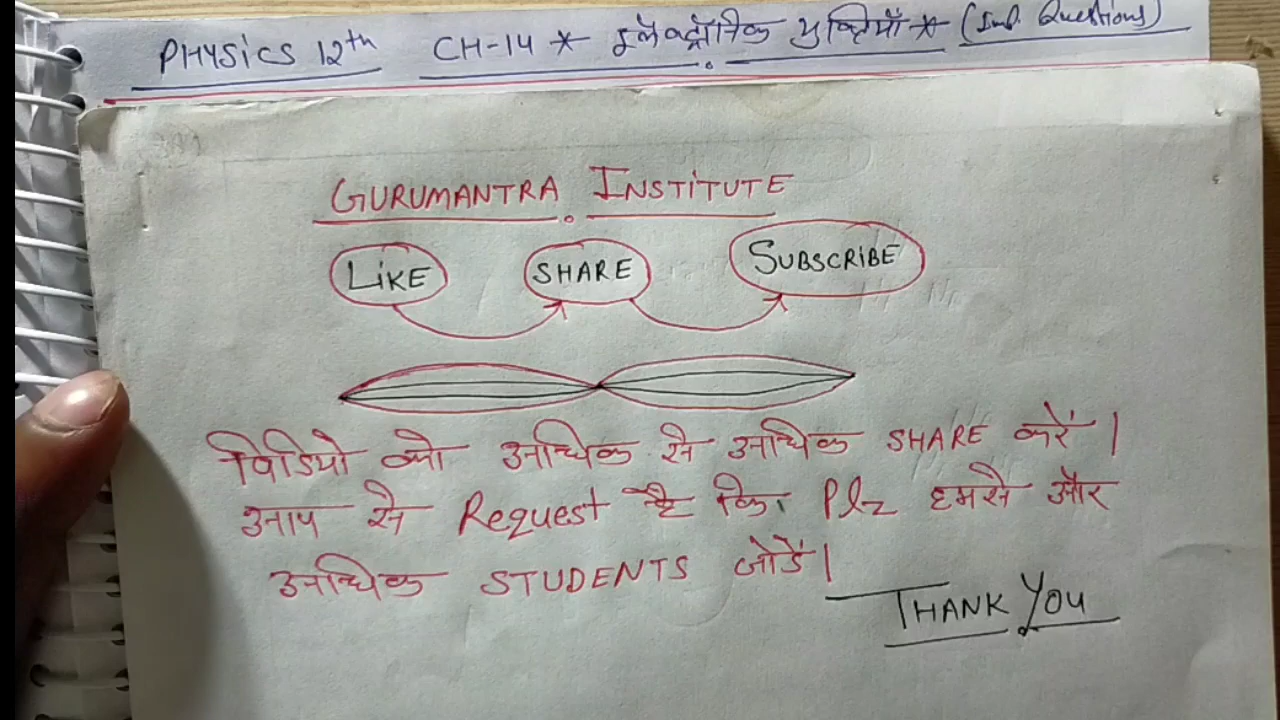 PHYSICS 12th CH-14 * इलेक्ट्रॉनिक युक्तियाँ * (Imp. Questions)
GURUMANTRA INSTITUTE
LIKE SHARE SUBSCRIBE
विडियो को अधिक से अधिक SHARE करें।
आप से Request है कि Plz हमसे और
अधिक STUDENTS जोडें।
THANK YOU